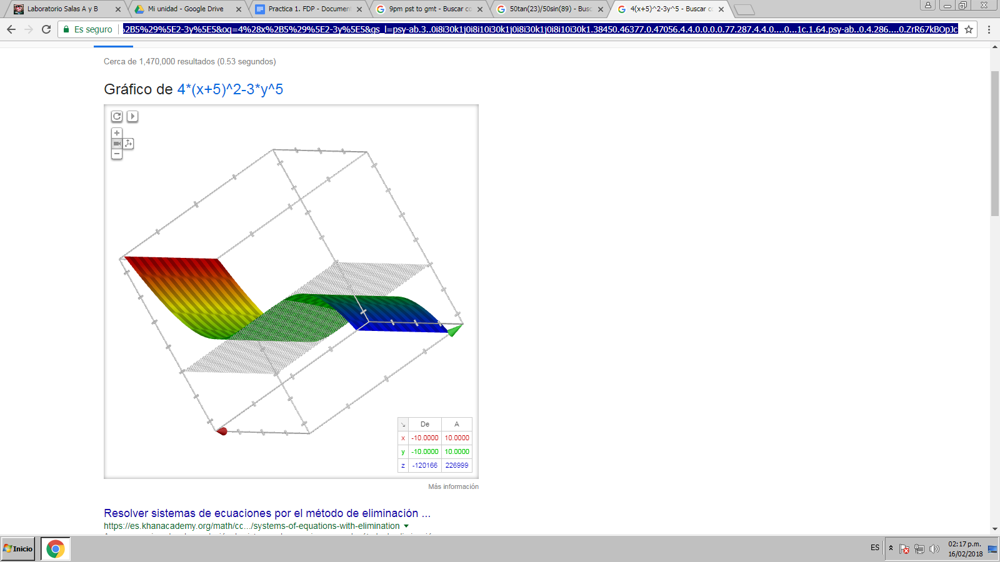 Laboratorio Salas A y B
Mi unidad - Google Drive
Practica 1. FDP - Documen
9pm pst to gmt - Buscar co
50tan(23)/50sin(89) - Busc
4(x+5)^2-3y^5 - Buscar co
Es seguro
2B5%29%5E2-3y%5E5&oq=4%28x%2B5%29%5E2-3y%5E5&gs_l=psy-ab.3..0i8i30k1j0i8i10i30k1j0i8i30k1j0i8i10i30k1.38450.46377.0.47056.4.4.0.0.0.0.77.287.4.4.0....0...1c.1.64.psy-ab..0.4.286....0.ZrR67kBOpJc
Cerca de 1,470,000 resultados (0.53 segundos)
Gráfico de 4*(x+5)^2-3*y^5
De A
x -10.0000 10.0000
y -10.0000 10.0000
z -120166 226999
Más información
Resolver sistemas de ecuaciones por el método de eliminación ...
https://es.khanacademy.org/math/cc.../systems-of-equations-with-elimination
Inicio
ES
02:17 p.m.
16/02/2018